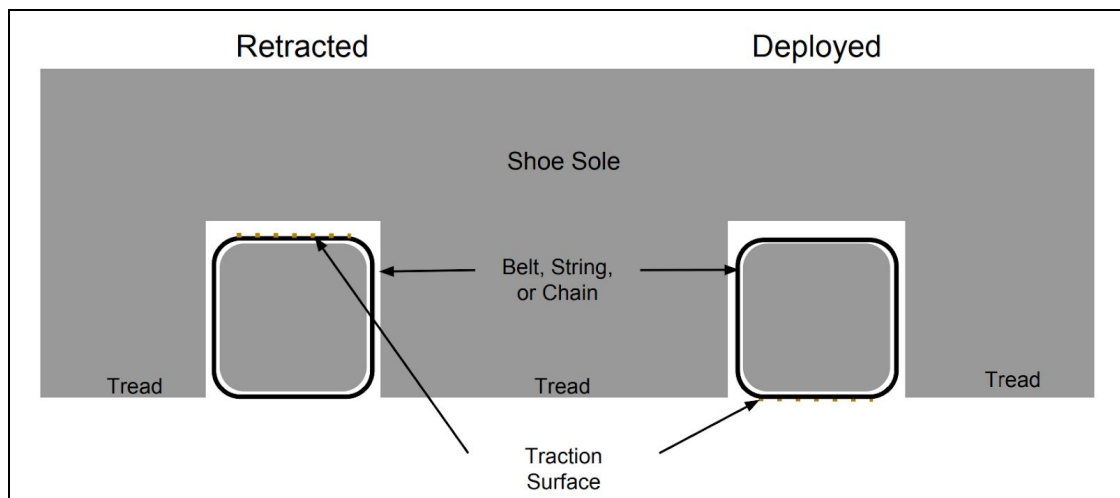 Retracted
Deployed
Shoe Sole
Belt, String,
or Chain
Tread
Tread
Tread
Traction
Surface